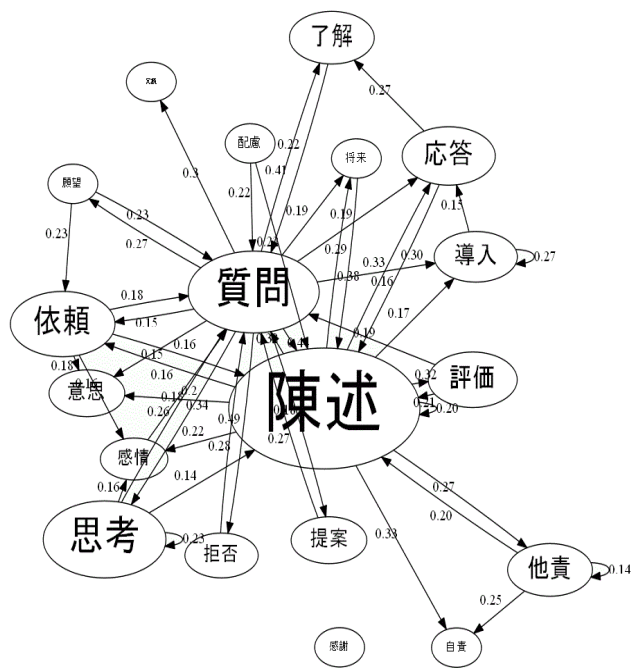 了解
0.27
配慮
将来
応答
0.22
0.41
0.3
0.22
願望
0.23
0.27
0.23
0.19
0.19
0.15
導入
0.27
0.29
0.33
0.30
0.38
0.16
質問
0.17
0.18
0.15
依頼
0.19
0.16
0.15
0.18
0.16
意思
0.32
評価
0.21
0.20
陳述
0.34
0.26
0.49
0.22
0.28
0.27
感情
0.16
0.14
0.27
0.20
思考
0.23
拒否
提案
0.33
他責
0.14
0.25
感謝
自責